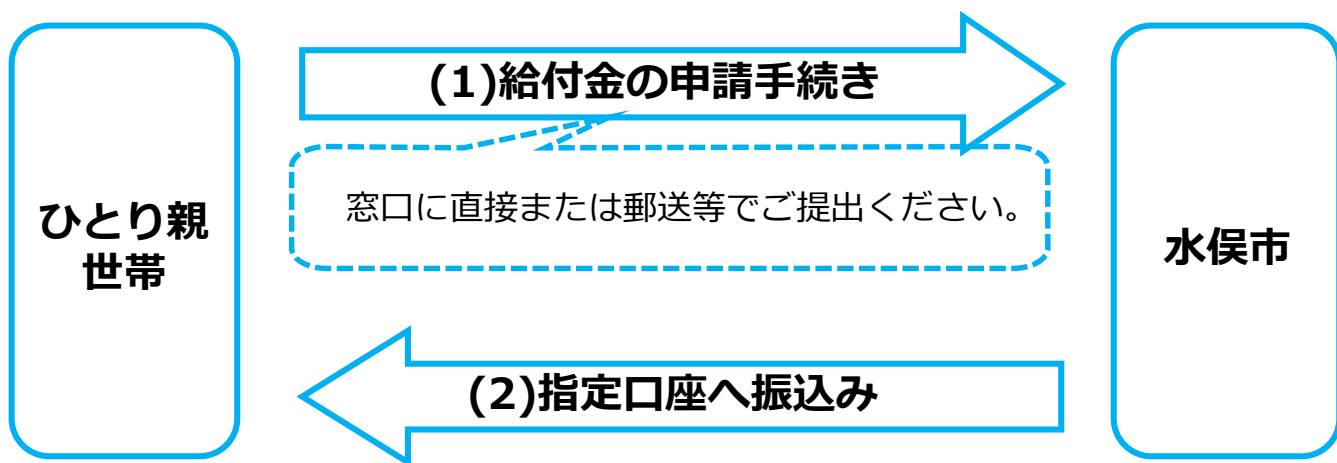 (1)給付金の申請手続き
窓口に直接または郵送等でご提出ください。
ひとり親
世帯
水俣市
(2)指定口座へ振込み